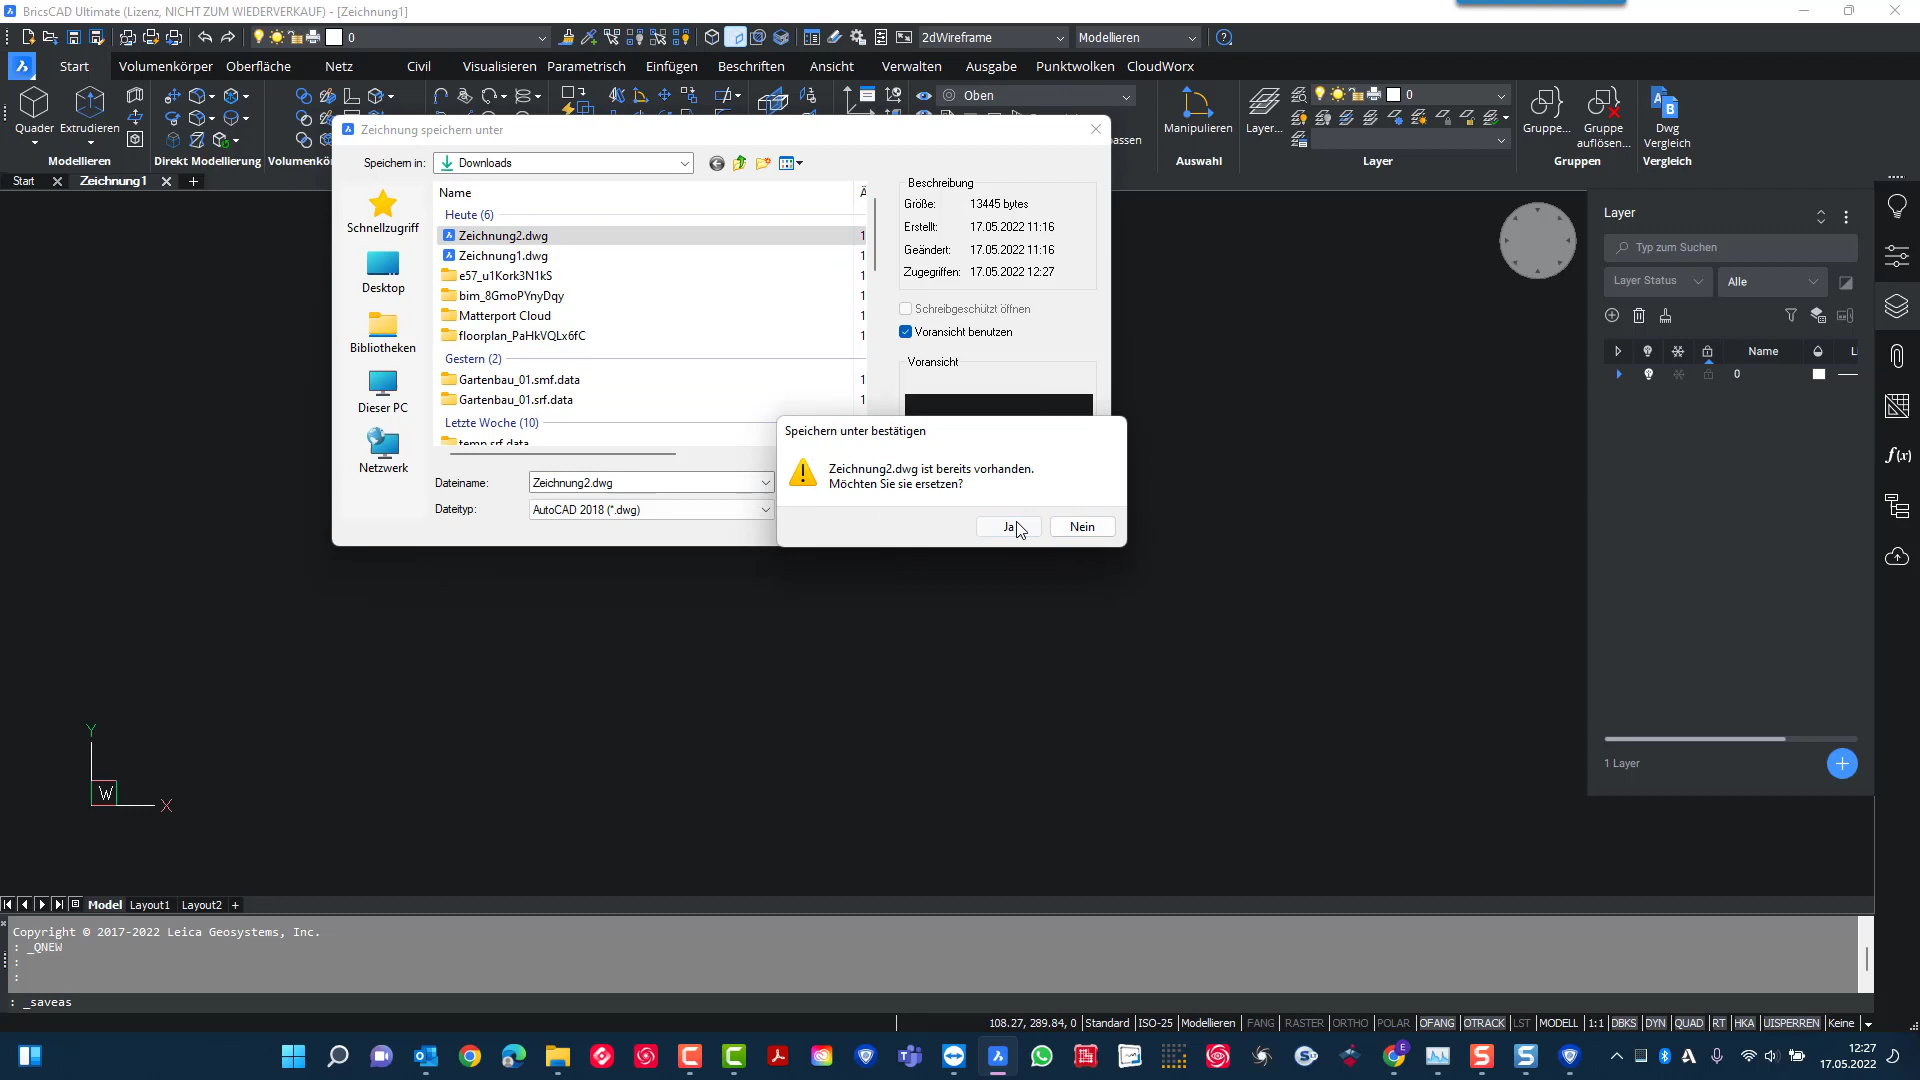 BricsCAD Ultimate (Lizenz, NICHT ZUM WIEDERVERKAUF) - [Zeichnung1]
0
2dWireframe
Modellieren
Start
Volumenkörper
Oberfläche
Netz
Civil
Visualisieren
Parametrisch
Einfügen
Beschriften
Ansicht
Verwalten
Ausgabe
Punktwolken
CloudWorx
Oben
0
Quader
Extrudieren
Manipulieren
Layer...
Gruppe...
Gruppe auflösen...
Dwg Vergleich
Modellieren
Direkt Modellierung
Auswahl
Layer
Gruppen
Vergleich
Start
Zeichnung1
Zeichnung speichern unter
Speichern in:
Downloads
Schnellzugriff
Desktop
Bibliotheken
Dieser PC
Netzwerk
Name
Heute (6)
Zeichnung2.dwg
Zeichnung1.dwg
e57_u1Kork3N1kS
bim_8GmoPYnyDqy
Matterport Cloud
floorplan_PaHkVQLx6fC
Gestern (2)
Gartenbau_01.smf.data
Gartenbau_01.srf.data
Letzte Woche (10)
temp.srf.data
Dateiname:
Zeichnung2.dwg
Dateityp:
AutoCAD 2018 (*.dwg)
Beschreibung
Größe: 13445 bytes
Erstellt: 17.05.2022 11:16
Geändert: 17.05.2022 11:16
Zugegriffen: 17.05.2022 12:27
Schreibgeschützt öffnen
Voransicht benutzen
Voransicht
Speichern unter bestätigen
Zeichnung2.dwg ist bereits vorhanden.
Möchten Sie sie ersetzen?
Ja
Nein
Layer
Typ zum Suchen
Layer Status
Alle
Name
0
1 Layer
Y
W
X
Model
Layout1
Layout2
Copyright © 2017-2022 Leica Geosystems, Inc.
: _QNEW
:
:
: _saveas
108.27, 289.84, 0
Standard
ISO-25
Modellieren
FANG
RASTER
ORTHO
POLAR
OFANG
OTRACK
LST
MODELL
1:1
DBKS
DYN
QUAD
RT
HKA
UISPERREN
Keine
12:27
17.05.2022